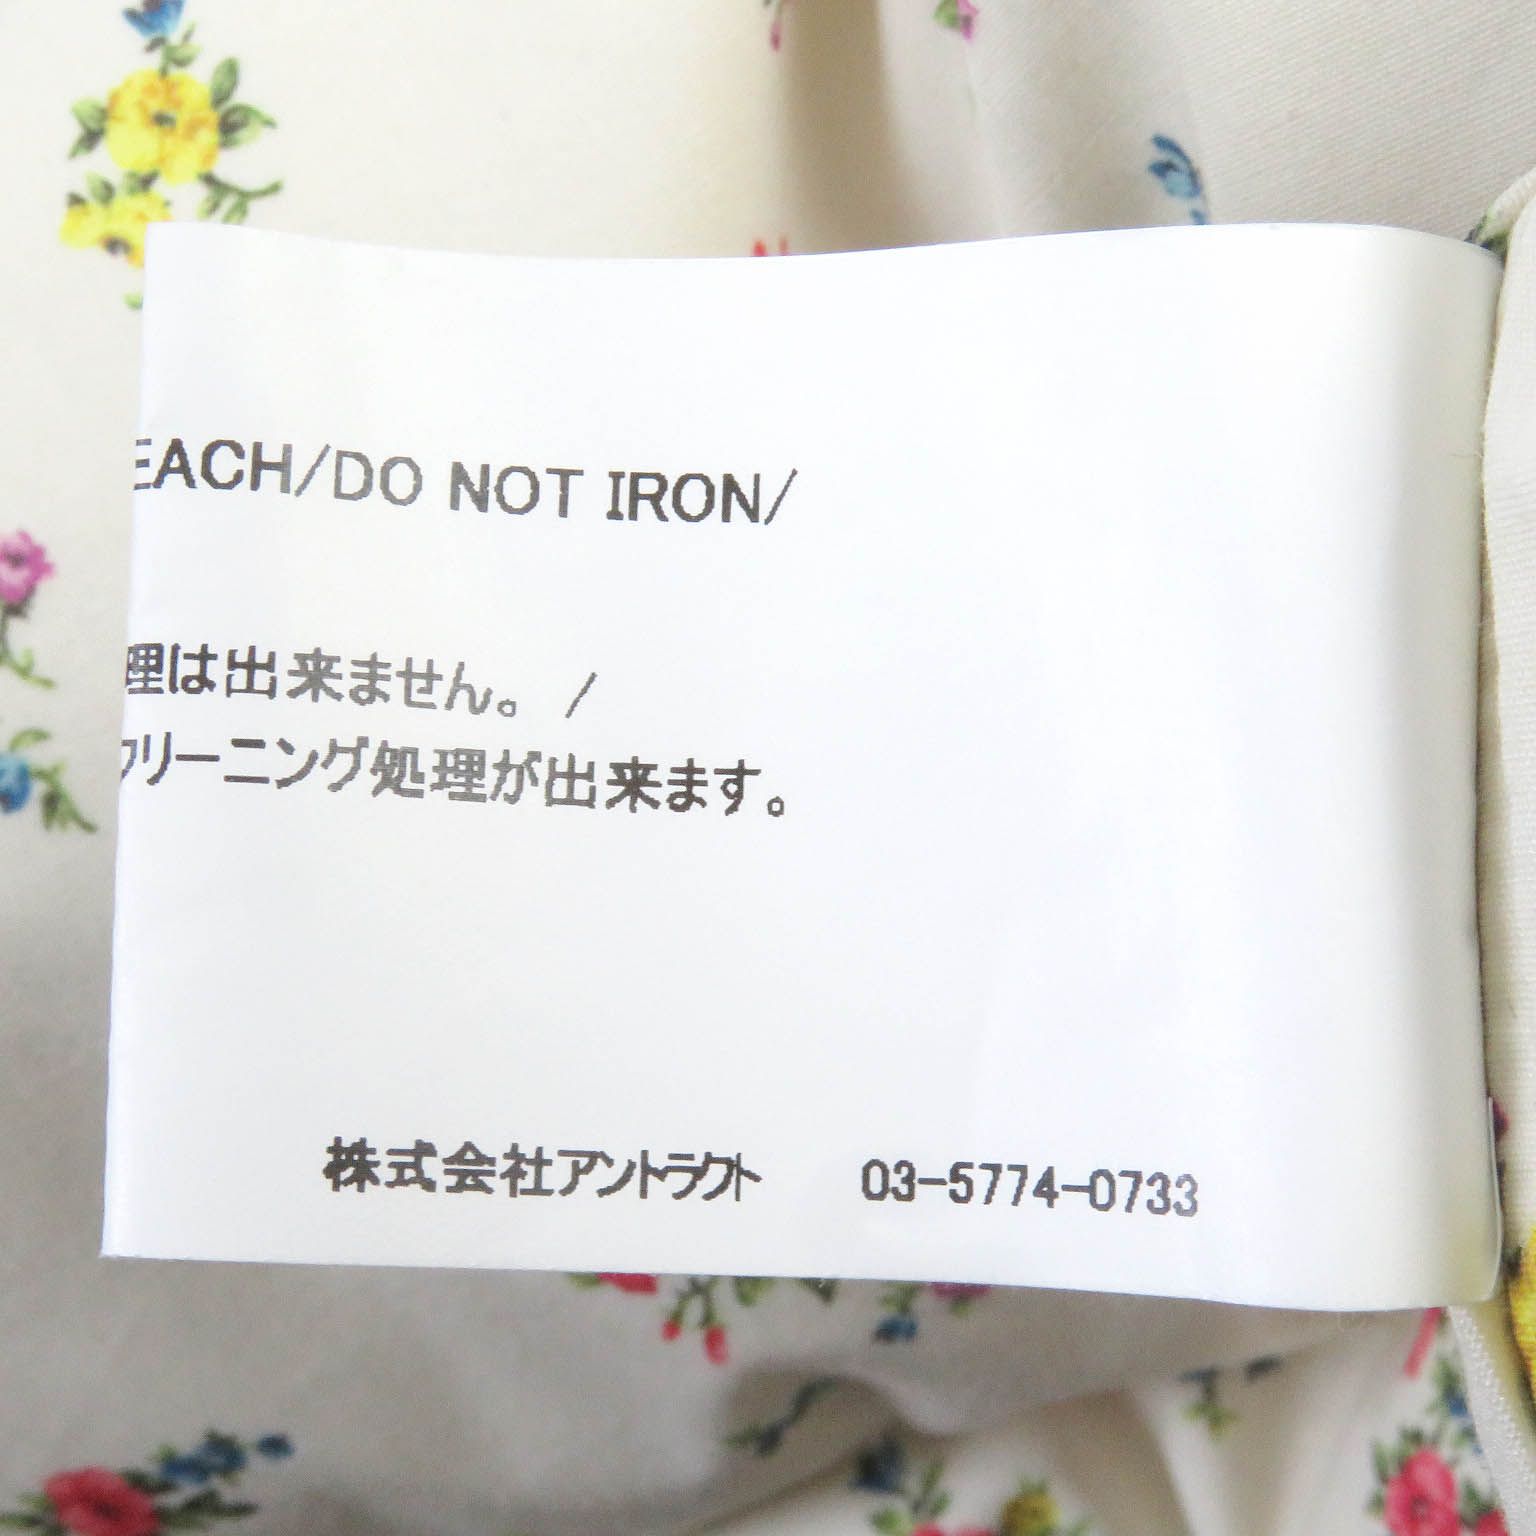 EACH/DO NOT IRON/
理は出来ません。 /
クリーニング処理が出来ます。
株式会社アントラクト 03-5774-0733